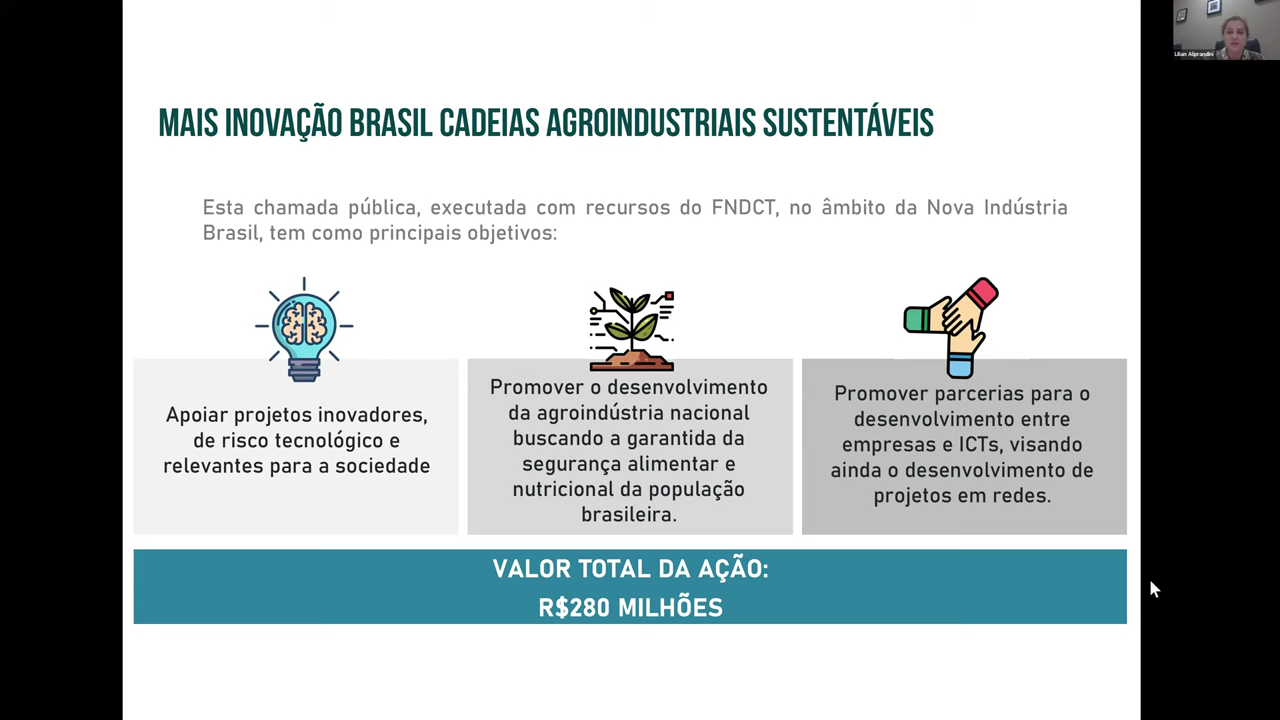 Lilian Aliprandini
MAIS INOVAÇÃO BRASIL CADEIAS AGROINDUSTRIAIS SUSTENTÁVEIS
Esta chamada pública, executada com recursos do FNDCT, no âmbito da Nova Indústria
Brasil, tem como principais objetivos:
Apoiar projetos inovadores,
de risco tecnológico e
relevantes para a sociedade
Promover o desenvolvimento
da agroindústria nacional
buscando a garantida da
segurança alimentar e
nutricional da população
brasileira.
Promover parcerias para o
desenvolvimento entre
empresas e ICTs, visando
ainda o desenvolvimento de
projetos em redes.
VALOR TOTAL DA AÇÃO:
R$280 MILHÕES